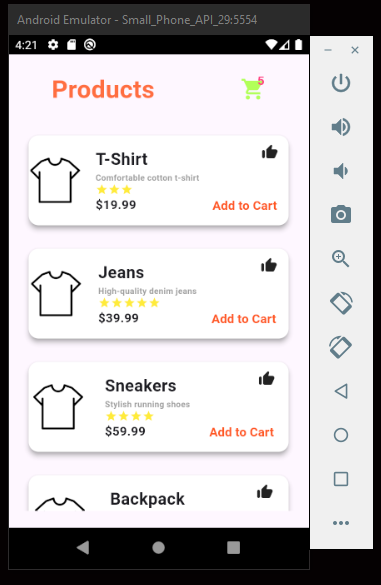 Android Emulator - Small_Phone_API_29:5554
4:21
Products
5
T-Shirt
Comfortable cotton t-shirt
$19.99
Add to Cart
Jeans
High-quality denim jeans
$39.99
Add to Cart
Sneakers
Stylish running shoes
$59.99
Add to Cart
Backpack